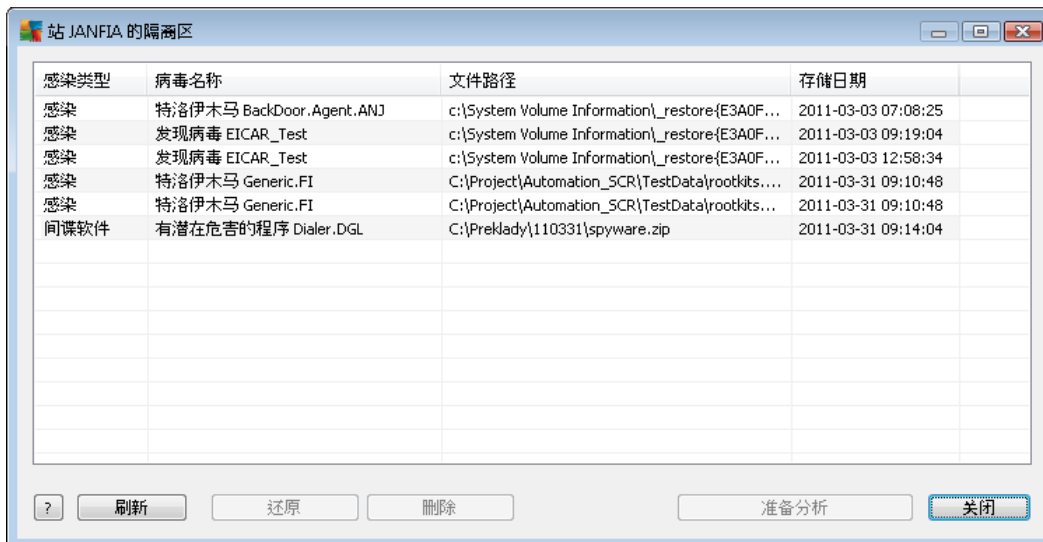 站 JANFIA 的隔离区
感染类型 病毒名称 文件路径 存储日期
感染 特洛伊木马 BackDoor.Agent.ANJ c:\System Volume Information\_restore{E3A0F... 2011-03-03 07:08:25
感染 发现病毒 EICAR_Test c:\System Volume Information\_restore{E3A0F... 2011-03-03 09:19:04
感染 发现病毒 EICAR_Test c:\System Volume Information\_restore{E3A0F... 2011-03-03 12:58:34
感染 特洛伊木马 Generic.FI C:\Project\Automation_SCR\TestData\rootkits.... 2011-03-31 09:10:48
感染 特洛伊木马 Generic.FI C:\Project\Automation_SCR\TestData\rootkits... 2011-03-31 09:10:48
间谍软件 有潜在危害的程序 Dialer.DGL C:\Preklady\110331\spyware.zip 2011-03-31 09:14:04
? 刷新 还原 删除 准备分析 关闭